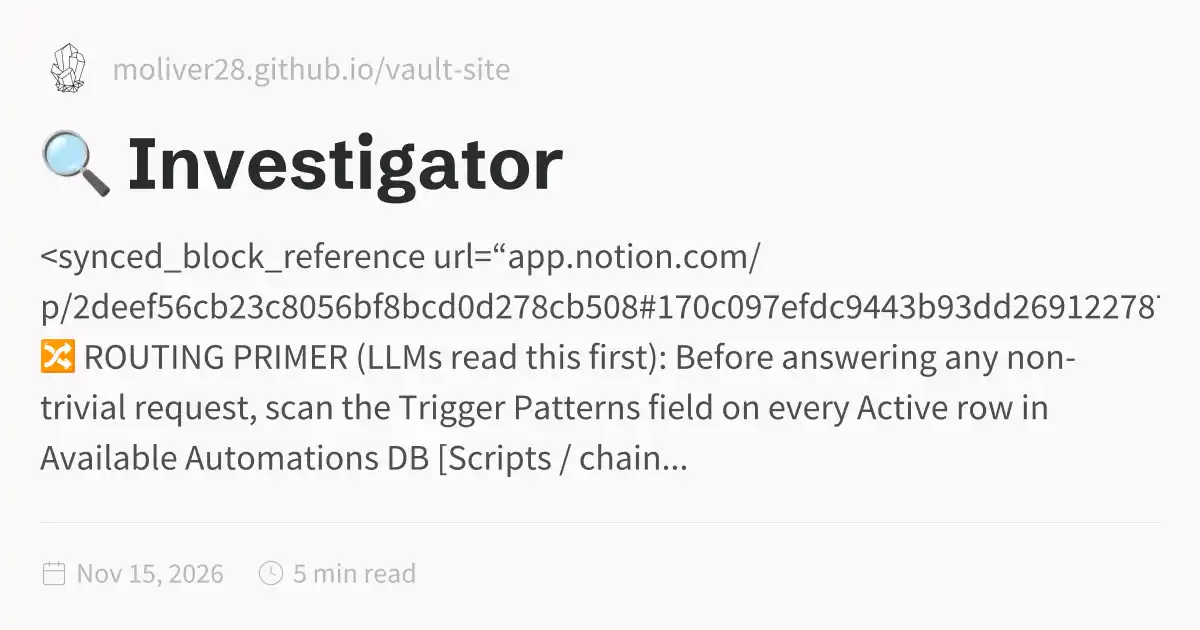 moliver28.github.io/vault-site
🔍 Investigator
<synced_block_reference url=“app.notion.com/
p/2deef56cb23c8056bf8bcd0d278cb508#170c097efdc9443b93dd26912278
🔀 ROUTING PRIMER (LLMs read this first): Before answering any non-
trivial request, scan the Trigger Patterns field on every Active row in
Available Automations DB [Scripts / chain...
Nov 15, 2026 5 min read